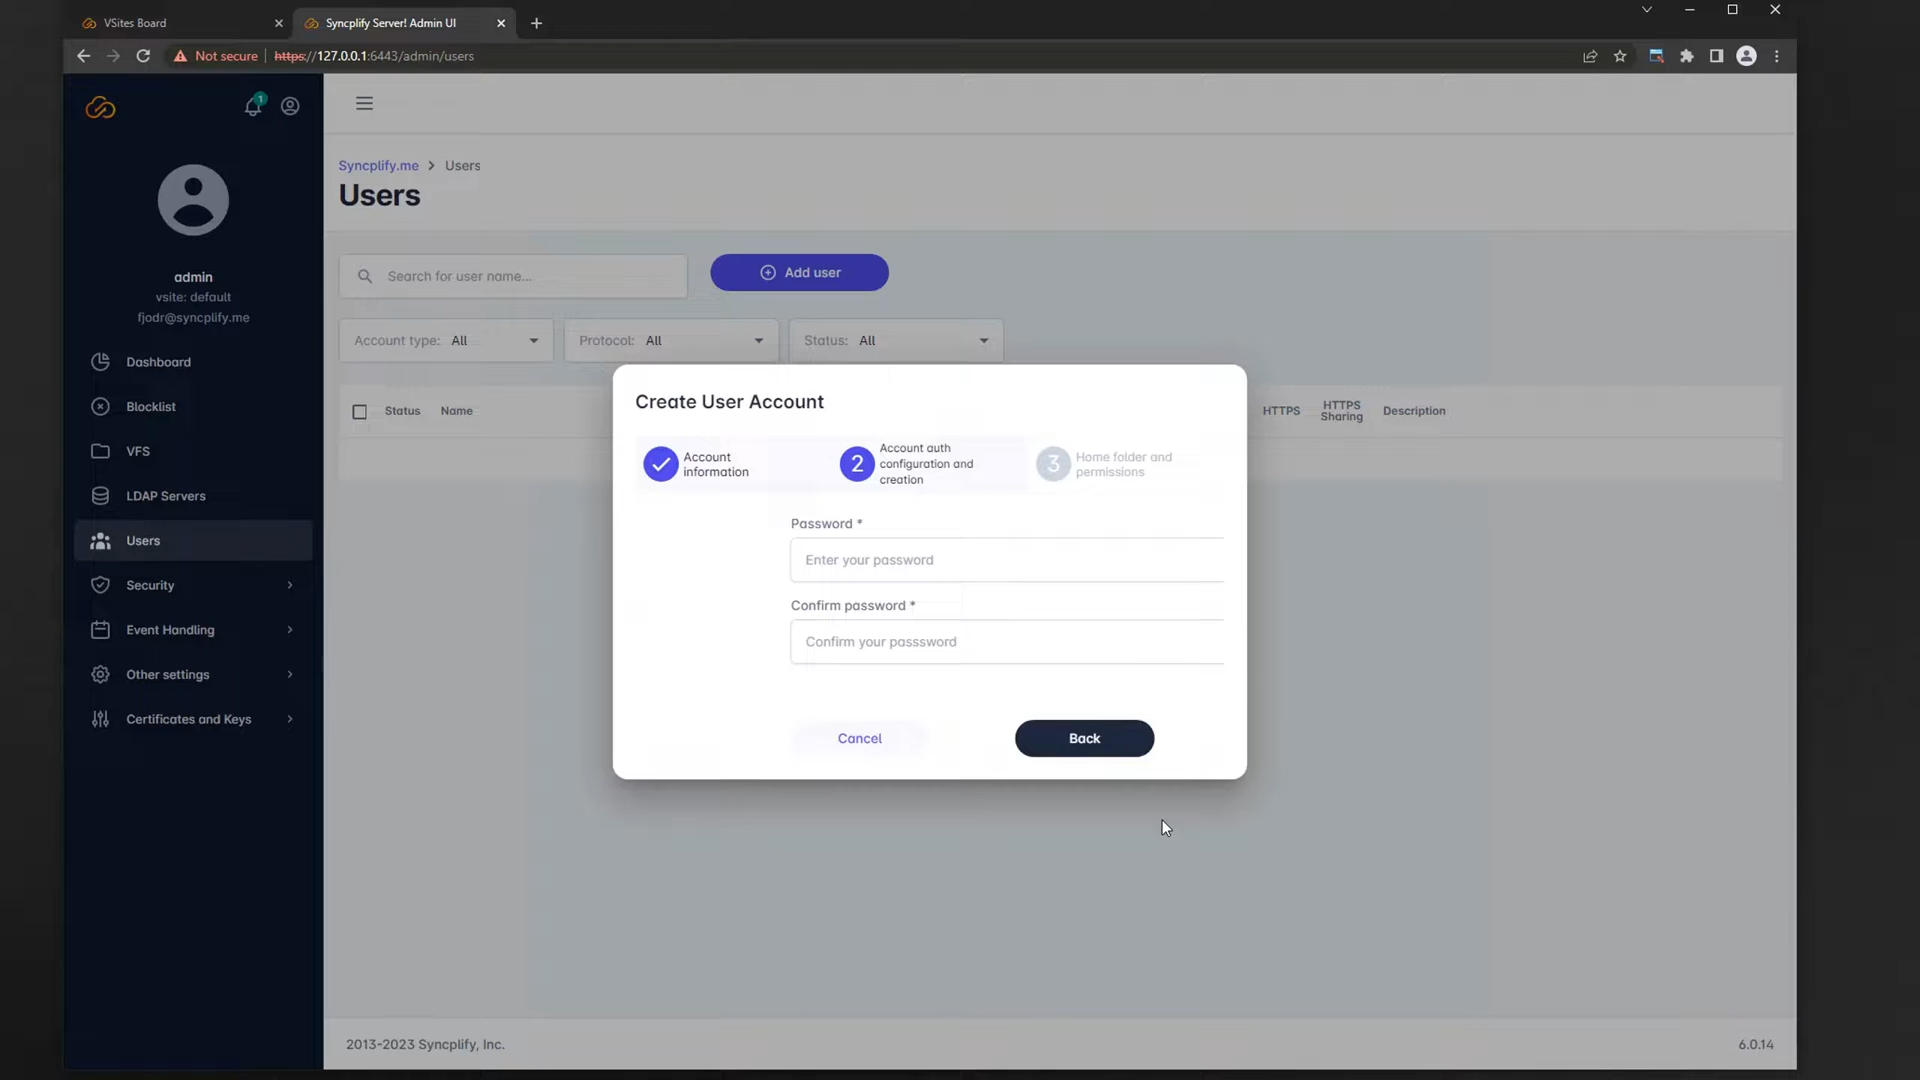 VSites Board
Syncplify Server! Admin UI
Not secure
https://127.0.0.1:6443/admin/users
1
admin
vsite: default
fjodr@syncplify.me
Dashboard
Blocklist
VFS
LDAP Servers
Users
Security
Event Handling
Other settings
Certificates and Keys
Syncplify.me > Users
Users
Search for user name...
Add user
Account type: All
Protocol: All
Status: All
Status
Name
HTTPS
HTTPS
Sharing
Description
Create User Account
Account
information
2
Account auth
configuration and
creation
3
Home folder and
permissions
Password *
Enter your password
Confirm password *
Confirm your passsword
Cancel
Back
2013-2023 Syncplify, Inc.
6.0.14